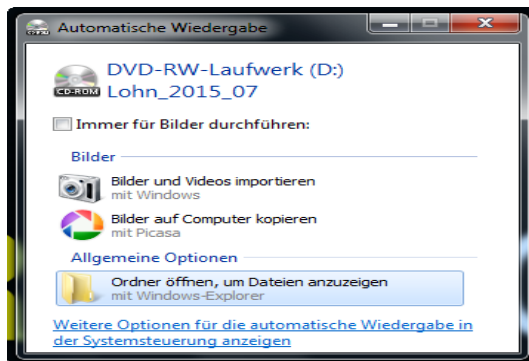 Automatische Wiedergabe
DVD-RW-Laufwerk (D:)
CD-ROM
Lohn_2015_07
Immer für Bilder durchführen:
Bilder
Bilder und Videos importieren
mit Windows
Bilder auf Computer kopieren
mit Picasa
Allgemeine Optionen
Ordner öffnen, um Dateien anzuzeigen
mit Windows-Explorer
Weitere Optionen für die automatische Wiedergabe in
der Systemsteuerung anzeigen